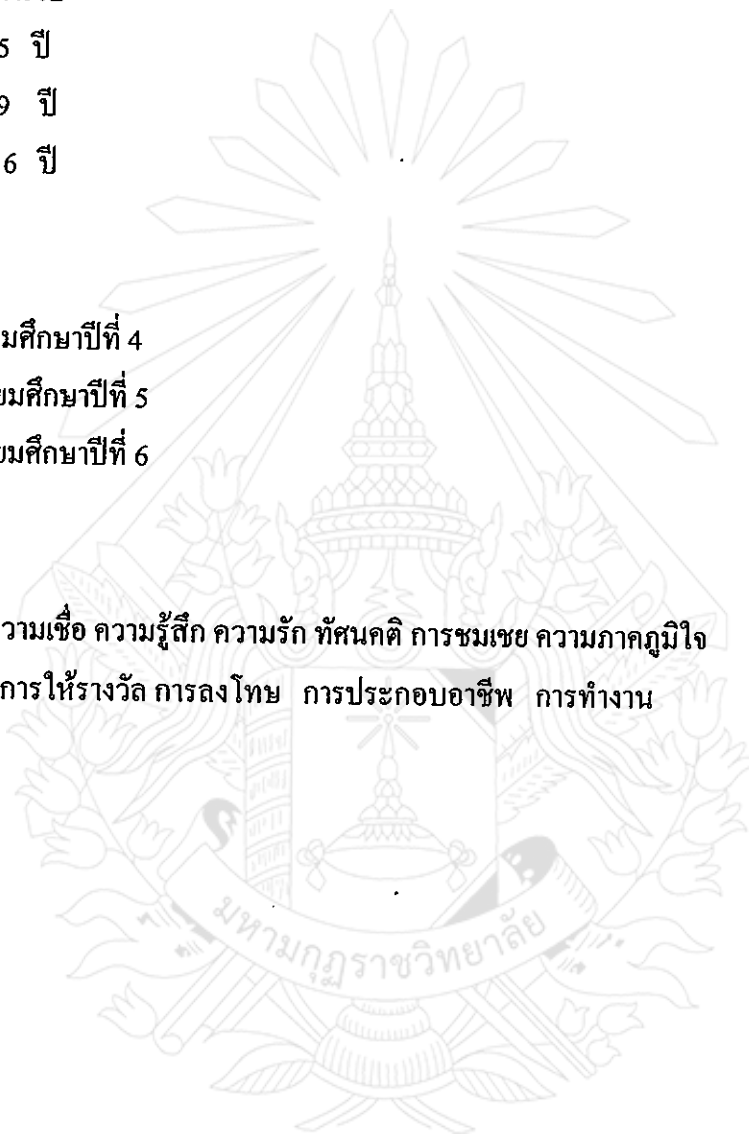 5 ปี
9 ปี
6 ปี
มศึกษาปีที่ 4
ยมศึกษาปีที่ 5
ยมศึกษาปีที่ 6
วามเชื่อ ความรู้สึก ความรัก ทัศนคติ การชมเชย ความภาคภูมิใจ
การให้รางวัล การลงโทษ การประกอบอาชีพ การทำงาน
มหามกุฏราชวิทยาลัย